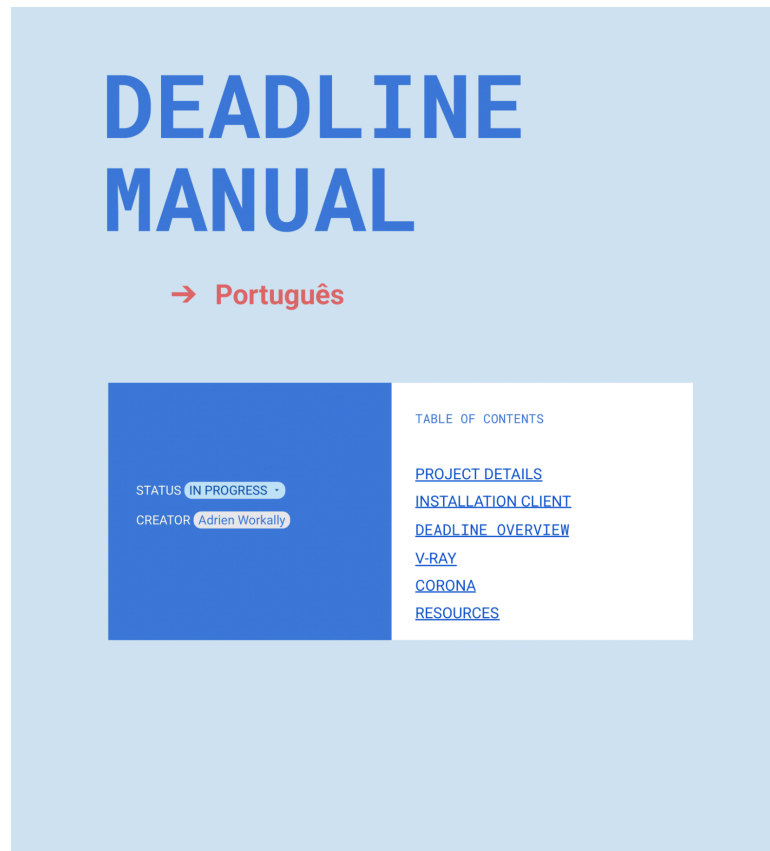 DEADLINE
MANUAL
➔ Português
STATUS IN PROGRESS
CREATOR Adrien Workally
TABLE OF CONTENTS
PROJECT DETAILS
INSTALLATION CLIENT
DEADLINE OVERVIEW
V-RAY
CORONA
RESOURCES